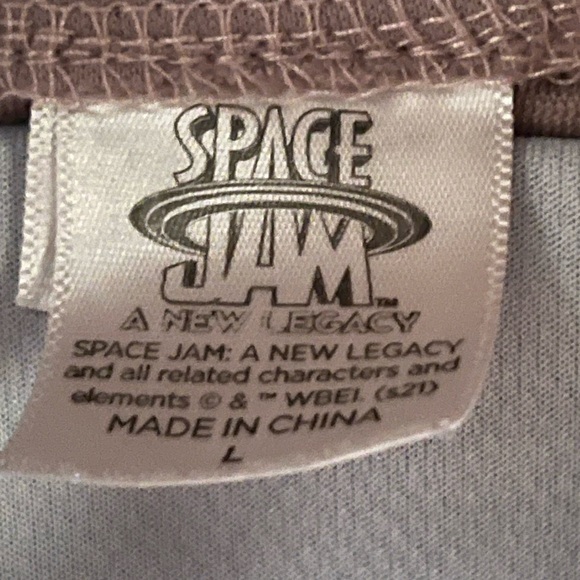 SPACE
JAM™
A NEW LEGACY
SPACE JAM: A NEW LEGACY
and all related characters and
elements © & ™ WBEI. (s21)
MADE IN CHINA
L